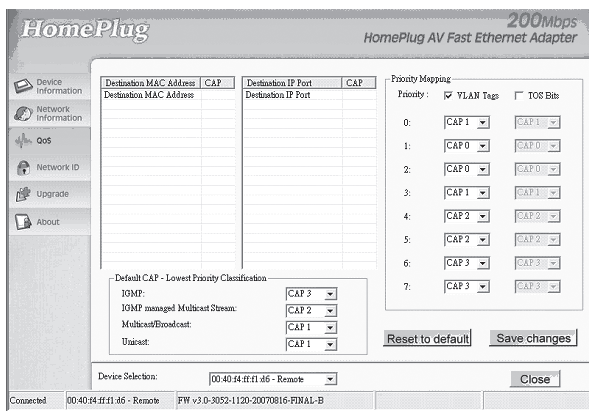 HomePlug
200Mbps
HomePlug AV Fast Ethernet Adapter
Device Information
Network Information
QoS
Network ID
Upgrade
About
Destination MAC Address CAP
Destination MAC Address
Destination IP Port CAP
Destination IP Port
Priority Mapping
Priority : VLAN Tags TOS Bits
0: CAP 1 CAP 1
1: CAP 0 CAP 0
2: CAP 0 CAP 0
3: CAP 1 CAP 1
4: CAP 2 CAP 2
5: CAP 2 CAP 2
6: CAP 3 CAP 3
7: CAP 3 CAP 3
Default CAP - Lowest Priority Classification
IGMP: CAP 3
IGMP managed Multicast Stream: CAP 2
Multicast/Broadcast: CAP 1
Unicast: CAP 1
Reset to default Save changes
Device Selection: 00:40:f4:ff:f1:d6 - Remote Close
Connected 00:40:f4:ff:f1:d6 - Remote FW v3.0-3052-1120-20070816-FINAL-B